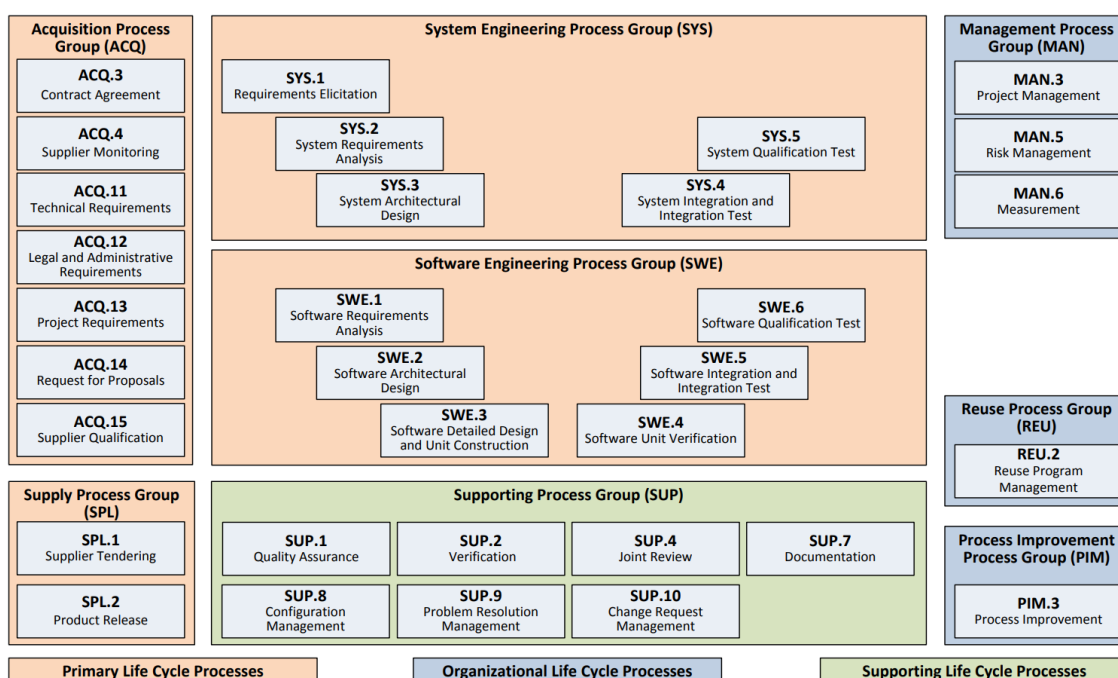 Acquisition Process
Group (ACQ)
ACQ.3
Contract Agreement
ACQ.4
Supplier Monitoring
ACQ.11
Technical Requirements
ACQ.12
Legal and Administrative
Requirements
ACQ.13
Project Requirements
ACQ.14
Request for Proposals
ACQ.15
Supplier Qualification
System Engineering Process Group (SYS)
SYS.1
Requirements Elicitation
SYS.2
System Requirements
Analysis
SYS.3
System Architectural
Design
SYS.5
System Qualification Test
SYS.4
System Integration and
Integration Test
Management Process
Group (MAN)
MAN.3
Project Management
MAN.5
Risk Management
MAN.6
Measurement
Software Engineering Process Group (SWE)
SWE.1
Software Requirements
Analysis
SWE.2
Software Architectural
Design
SWE.3
Software Detailed Design
and Unit Construction
SWE.6
Software Qualification Test
SWE.5
Software Integration and
Integration Test
SWE.4
Software Unit Verification
Reuse Process Group
(REU)
REU.2
Reuse Program
Management
Supply Process Group
(SPL)
SPL.1
Supplier Tendering
SPL.2
Product Release
Supporting Process Group (SUP)
SUP.1
Quality Assurance
SUP.2
Verification
SUP.4
Joint Review
SUP.7
Documentation
SUP.8
Configuration
Management
SUP.9
Problem Resolution
Management
SUP.10
Change Request
Management
Process Improvement
Process Group (PIM)
PIM.3
Process Improvement
Primary Life Cycle Processes
Organizational Life Cycle Processes
Supporting Life Cycle Processes